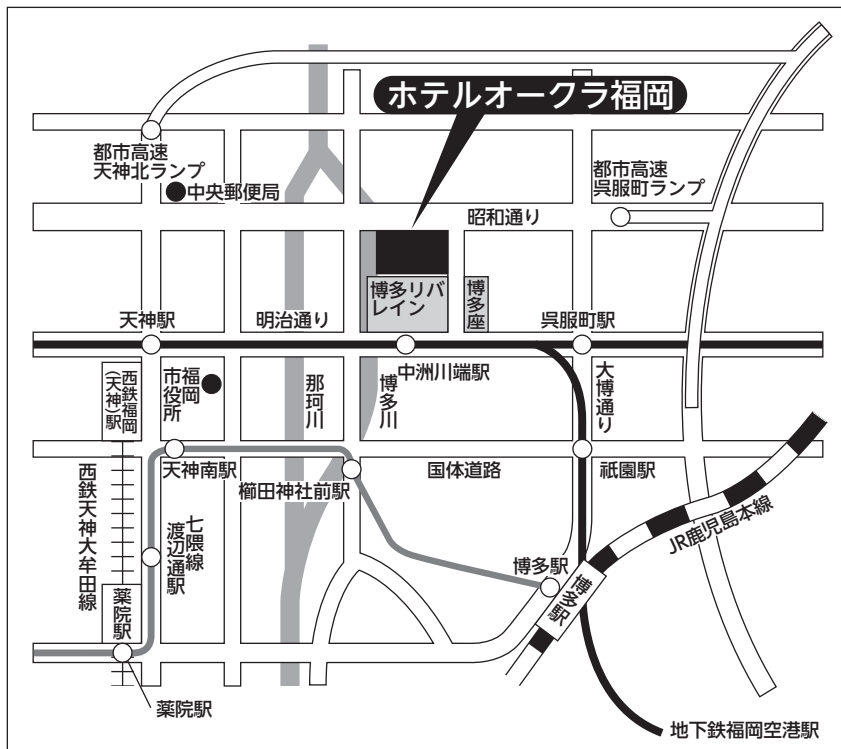 ホテルオークラ福岡
都市高速
天神北ランプ
中央郵便局
都市高速
呉服町ランプ
昭和通り
博多リバ
レイン
博多座
天神駅
明治通り
呉服町駅
中洲川端駅
西鉄福岡
(天神)駅
福岡
市役所
那珂川
博多川
大博通り
天神南駅
櫛田神社前駅
国体道路
祇園駅
西鉄天神大牟田線
七隈線
渡辺通駅
JR鹿児島本線
博多駅
博多駅
薬院駅
薬院駅
地下鉄福岡空港駅